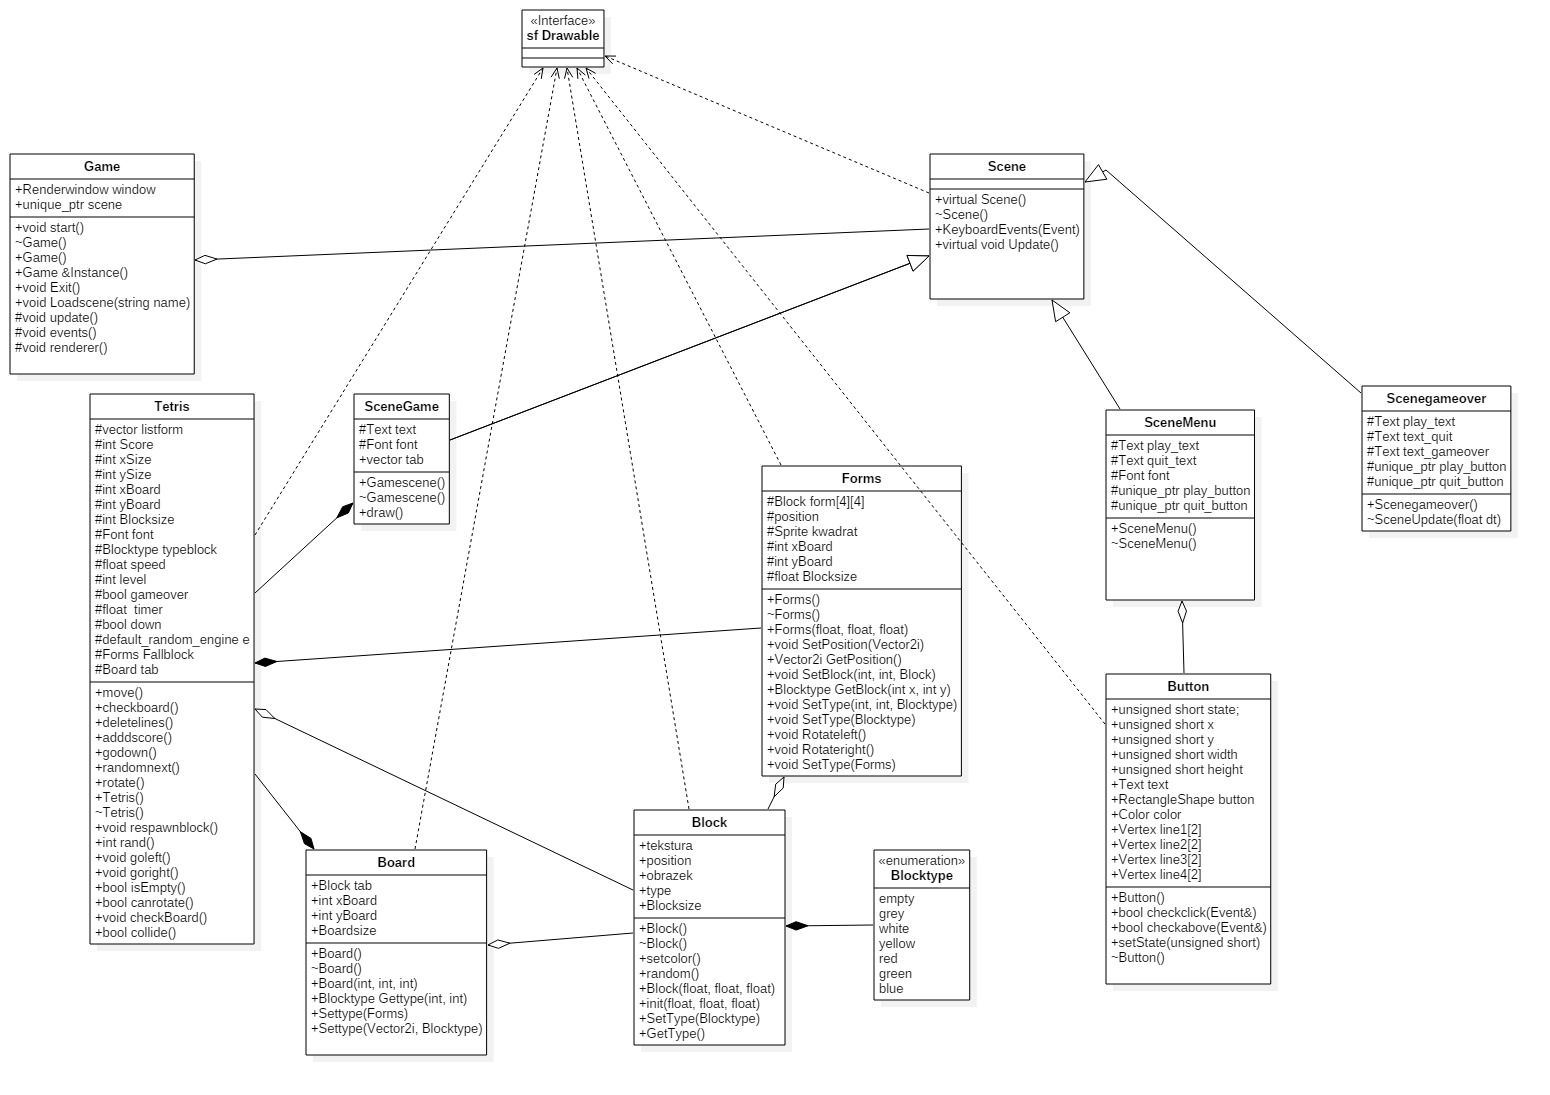 «Interface»
sf Drawable
Game
+Renderwindow window
+unique_ptr scene
+void start()
~Game()
+Game()
+Game &Instance()
+void Exit()
+void Loadscene(string name)
#void update()
#void events()
#void renderer()
Scene
+virtual Scene()
~Scene()
+KeyboardEvents(Event)
+virtual void Update()
Tetris
#vector listform
#int Score
#int xSize
#int ySize
#int xBoard
#int yBoard
#int Blocksize
#Font font
#Blocktype typeblock
#float speed
#int level
#bool gameover
#float  timer
#bool down
#default_random_engine e
#Forms Fallblock
#Board tab
+move()
+checkboard()
+deletelines()
+adddscore()
+godown()
+randomnext()
+rotate()
+Tetris()
~Tetris()
+void respawnblock()
+int rand()
+void goleft()
+void goright()
+bool isEmpty()
+bool canrotate()
+void checkBoard()
+bool collide()
SceneGame
#Text text
#Font font
+vector tab
+Gamescene()
~Gamescene()
+draw()
Forms
#Block form[4][4]
#position
#Sprite kwadrat
#int xBoard
#int yBoard
#float Blocksize
+Forms()
~Forms()
+Forms(float, float, float)
+void SetPosition(Vector2i)
+Vector2i GetPosition()
+void SetBlock(int, int, Block)
+Blocktype GetBlock(int x, int y)
+void SetType(int, int, Blocktype)
+void SetType(Blocktype)
+void Rotateleft()
+void Rotateright()
+void SetType(Forms)
SceneMenu
#Text play_text
#Text quit_text
#Font font
#unique_ptr play_button
#unique_ptr quit_button
+SceneMenu()
~SceneMenu()
Scenegameover
#Text play_text
#Text text_quit
#Text text_gameover
#unique_ptr play_button
#unique_ptr quit_button
+Scenegameover()
~SceneUpdate(float dt)
Button
+unsigned short state;
+unsigned short x
+unsigned short y
+unsigned short width
+unsigned short height
+Text text
+RectangleShape button
+Color color
+Vertex line1[2]
+Vertex line2[2]
+Vertex line3[2]
+Vertex line4[2]
+Button()
+bool checkclick(Event&)
+bool checkabove(Event&)
+setState(unsigned short)
~Button()
Board
+Block tab
+int xBoard
+int yBoard
+Boardsize
+Board()
~Board()
+Board(int, int, int)
+Blocktype Gettype(int, int)
+Settype(Forms)
+Settype(Vector2i, Blocktype)
Block
+tekstura
+position
+obrazek
+type
+Blocksize
+Block()
~Block()
+setcolor()
+random()
+Block(float, float, float)
+init(float, float, float)
+SetType(Blocktype)
+GetType()
«enumeration»
Blocktype
empty
grey
white
yellow
red
green
blue